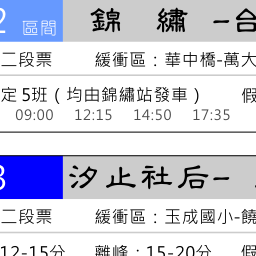 2 區間 錦 繡 -台
二段票 緩衝區：華中橋-萬大
定 5班（均由錦繡站發車） 假
09:00 12:15 14:50 17:35
3 汐止社后-
二段票 緩衝區：玉成國小-饒
12-15分 離峰：15-20分 假